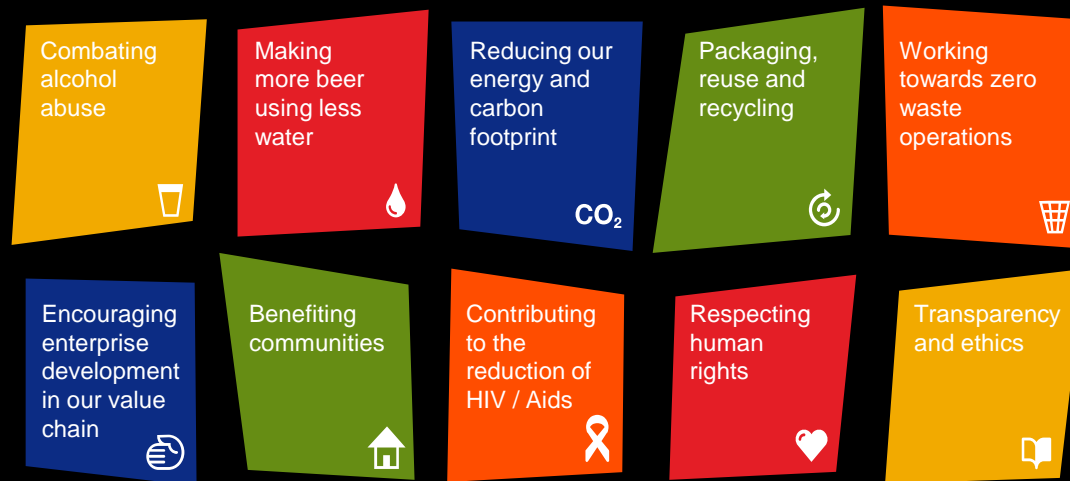 Combating
alcohol
abuse
Making
more beer
using less
water
Reducing our
energy and
carbon
footprint
CO₂
Packaging,
reuse and
recycling
Working
towards zero
waste
operations
Encouraging
enterprise
development
in our value
chain
Benefiting
communities
Contributing
to the
reduction of
HIV / Aids
Respecting
human
rights
Transparency
and ethics